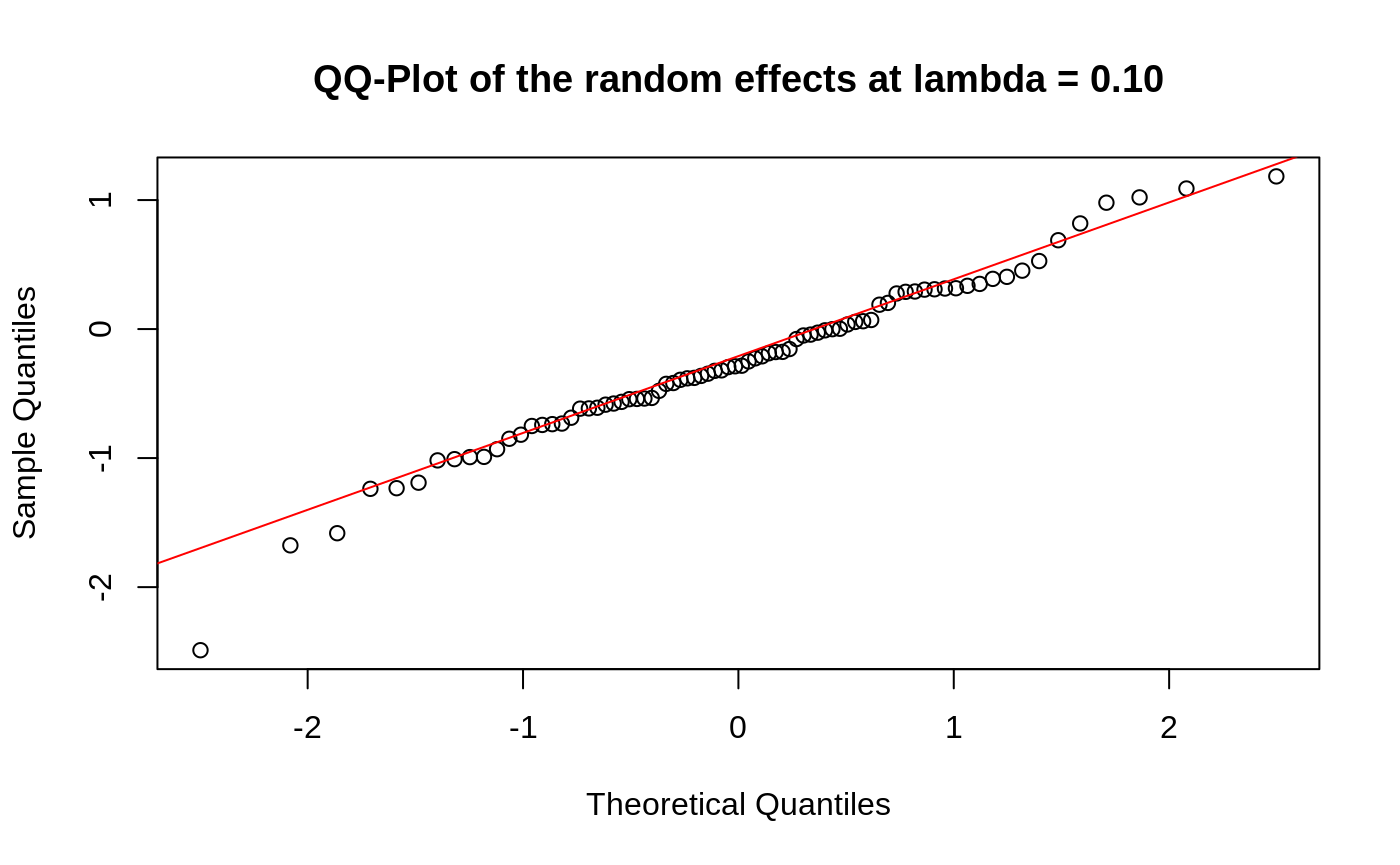 QQ-Plot of the random effects at lambda = 0.10
Sample Quantiles
1
0
-1
-2
-2 -1 0 1 2
Theoretical Quantiles